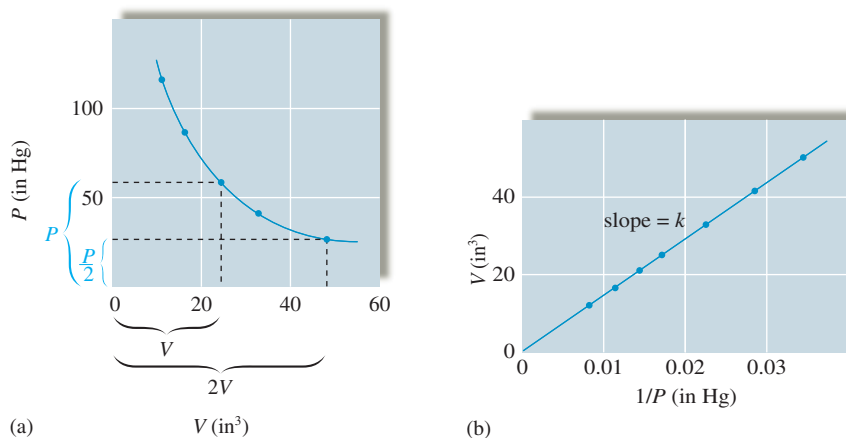 100
50
P (in Hg)
P
P
2
0
20
40
60
V
2V
(a)
V (in³)
40
20
0
V (in³)
slope = k
0
0.01
0.02
0.03
1/P (in Hg)
(b)